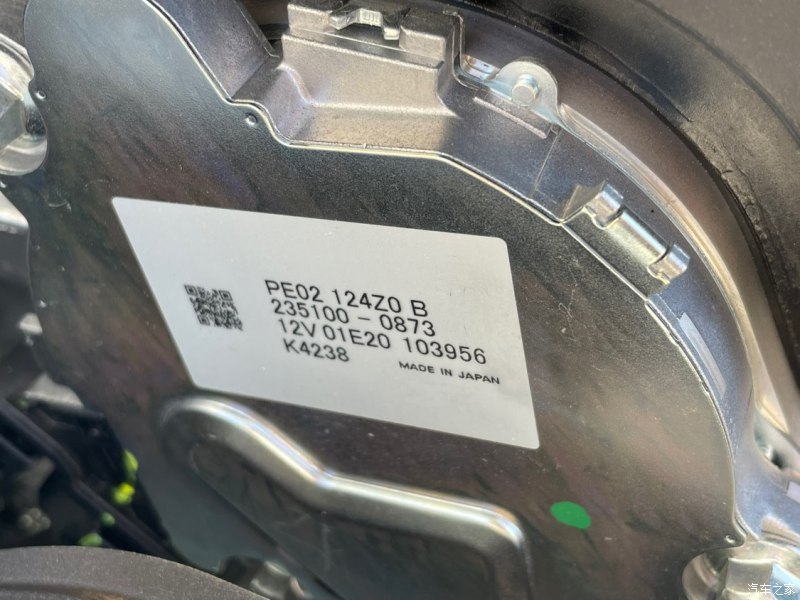 PE02 124Z0 B
235100-0873
12V 01E20 103956
K4238
MADE IN JAPAN
汽车之家